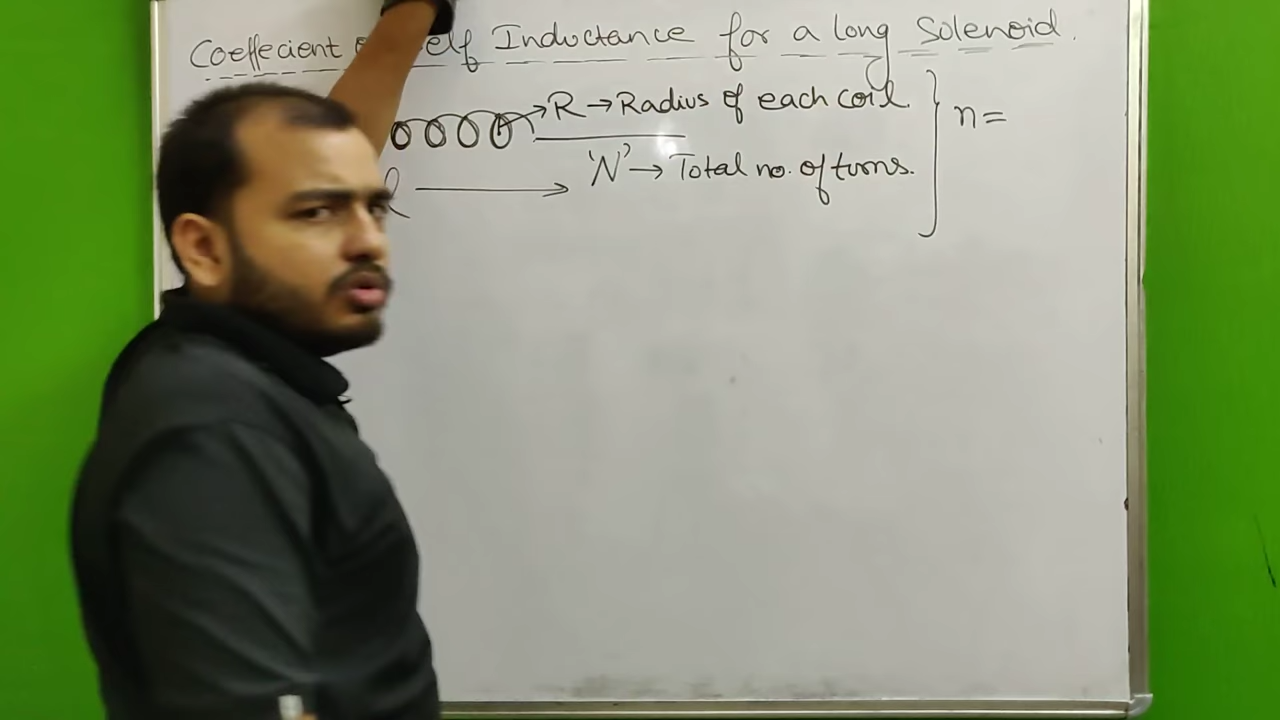 Coeffecient elf Inductance for a long Solenoid.
R → Radius of each coil.
n =
l → 'N' → Total no. of turns.